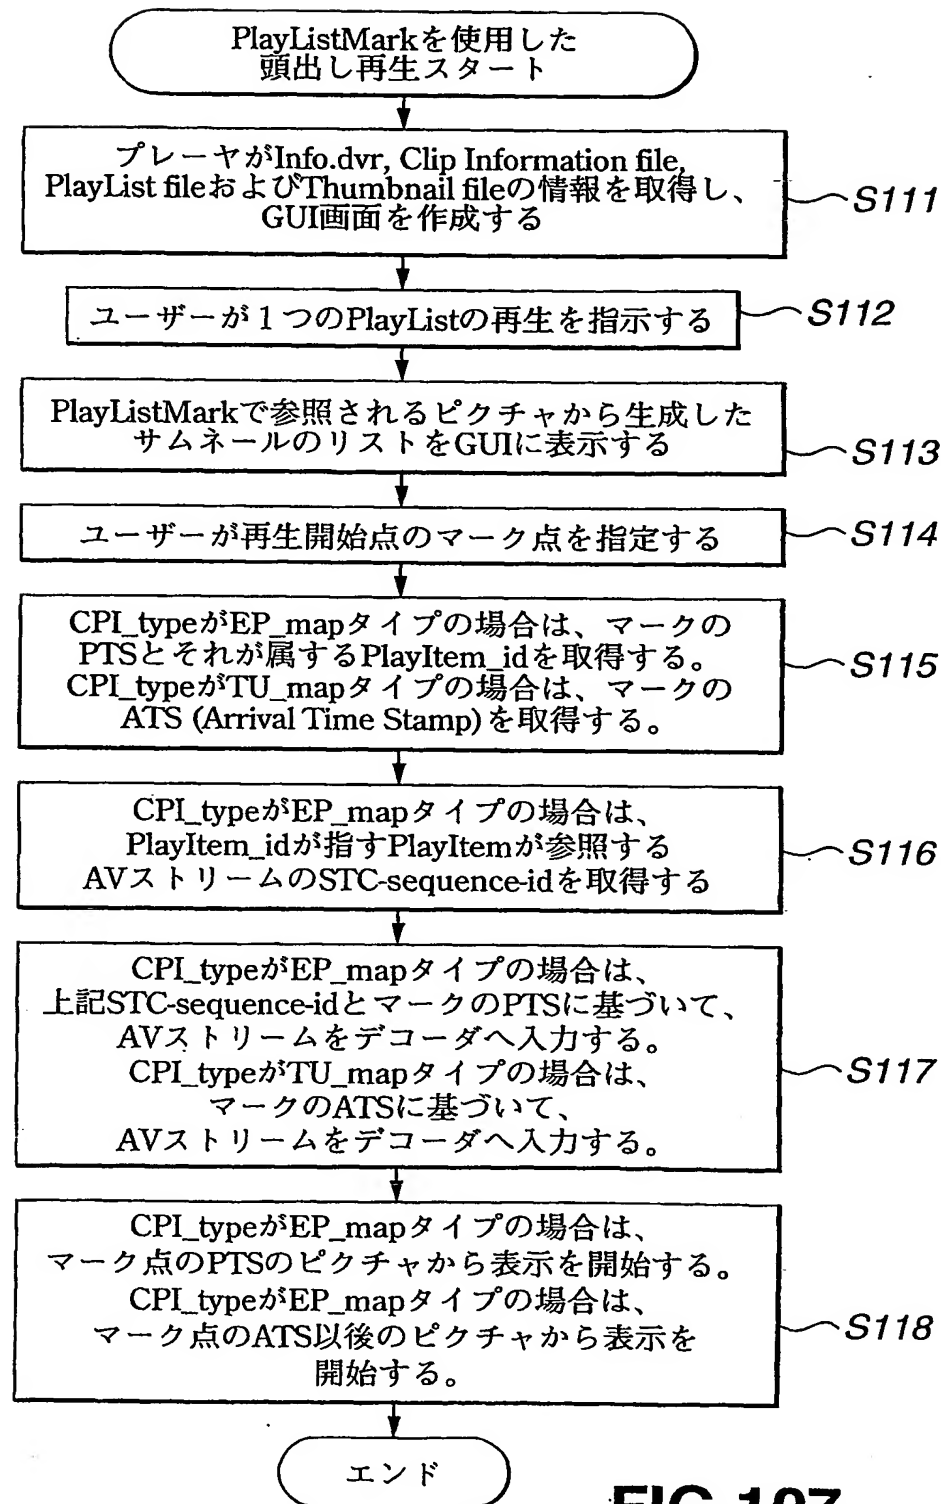 PlayListMarkを使用した
頭出し再生スタート
プレーヤがInfo.dvr, Clip Information file,
PlayList fileおよびThumbnail fileの情報を取得し、
GUI画面を作成する
S111
ユーザーが1つのPlayListの再生を指示する
S112
PlayListMarkで参照されるピクチャから生成した
サムネールのリストをGUIに表示する
S113
ユーザーが再生開始点のマーク点を指定する
S114
CPI_typeがEP_mapタイプの場合は、マークの
PTSとそれが属するPlayItem_idを取得する。
CPI_typeがTU_mapタイプの場合は、マークの
ATS (Arrival Time Stamp)を取得する。
S115
CPI_typeがEP_mapタイプの場合は、
PlayItem_idが指すPlayItemが参照する
AVストリームのSTC-sequence-idを取得する
S116
CPI_typeがEP_mapタイプの場合は、
上記STC-sequence-idとマークのPTSに基づいて、
AVストリームをデコーダへ入力する。
CPI_typeがTU_mapタイプの場合は、
マークのATSに基づいて、
AVストリームをデコーダへ入力する。
S117
CPI_typeがEP_mapタイプの場合は、
マーク点のPTSのピクチャから表示を開始する。
CPI_typeがEP_mapタイプの場合は、
マーク点のATS以後のピクチャから表示を
開始する。
S118
エンド
FIG.107